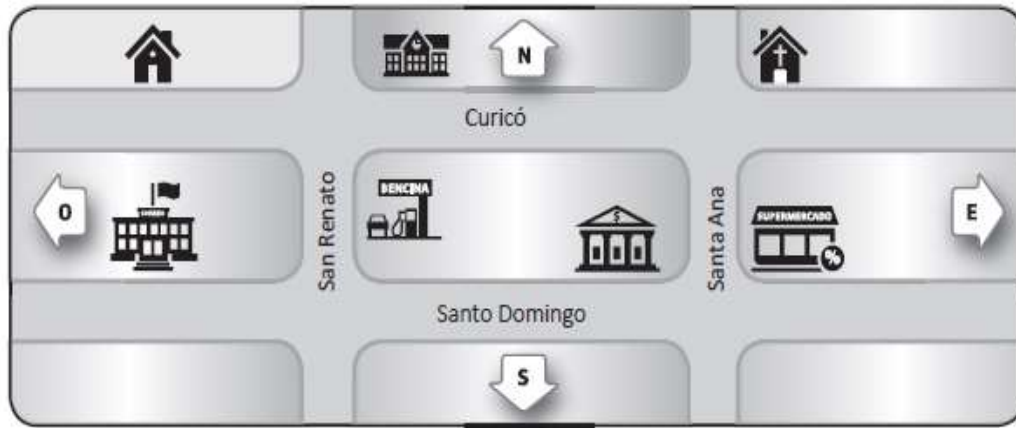 N
Curicó
BENCINA
O
San Renato
$
Santa Ana
SUPERMERCADO
%
E
Santo Domingo
S